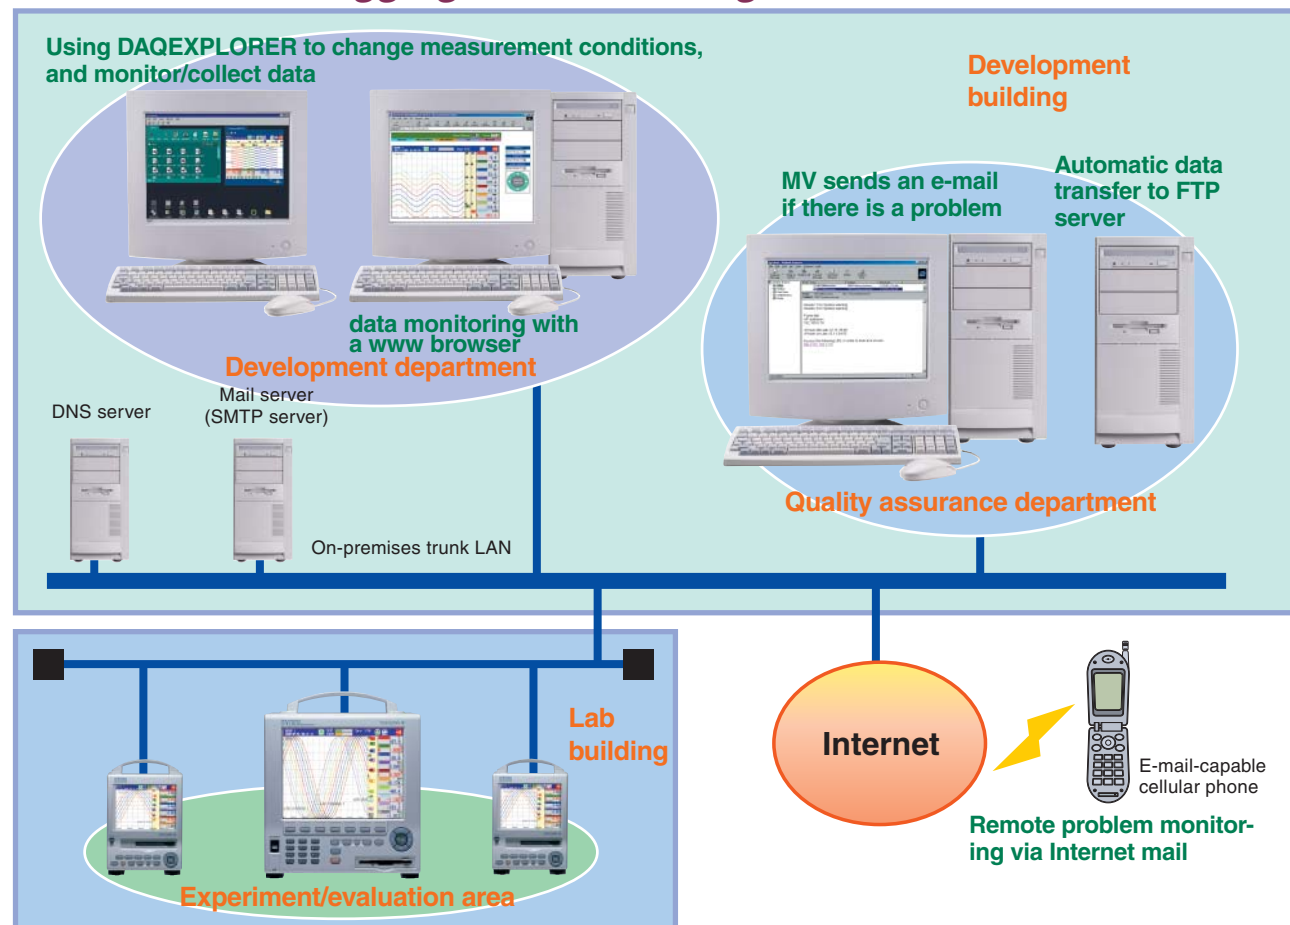 Using DAQEXPLORER to change measurement conditions,
and monitor/collect data
Development
building
MV sends an e-mail
if there is a problem
Automatic data
transfer to FTP
server
data monitoring with
a www browser
Development department
DNS server
Mail server
(SMTP server)
Quality assurance department
On-premises trunk LAN
Lab
building
Experiment/evaluation area
Internet
E-mail-capable
cellular phone
Remote problem monitor-
ing via Internet mail